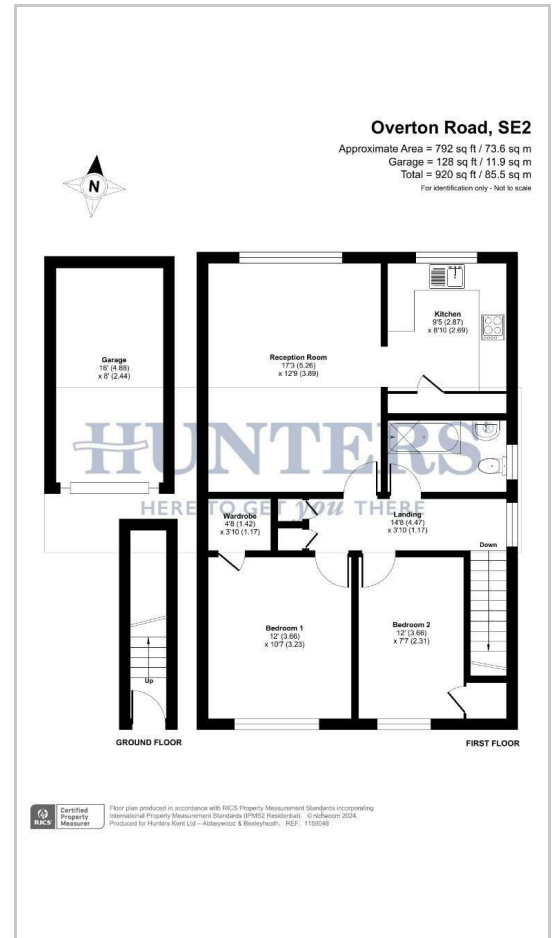 Overton Road, SE2
Approximate Area = 792 sq ft / 73.6 sq m
Garage = 128 sq ft / 11.9 sq m
Total = 920 sq ft / 85.5 sq m
For identification only - Not to scale
N
Garage
16' (4.88)
x 8' (2.44)
Reception Room
17'3 (5.26)
x 12'9 (3.89)
Kitchen
9'5 (2.87)
x 8'10 (2.69)
HUNTERS
HERE TO GET you THERE
Wardrobe
4'8 (1.42)
x 3'10 (1.17)
Landing
14'8 (4.47)
x 3'10 (1.17)
Down
Bedroom 1
12' (3.66)
x 10'7 (3.23)
Bedroom 2
12' (3.66)
x 7'7 (2.31)
Up
GROUND FLOOR
FIRST FLOOR
RICS
Certified
Property
Measurer
Floor plan produced in accordance with RICS Property Measurement Standards incorporating
International Property Measurement Standards (IPMS2 Residential). © nichecom 2024.
Produced for Hunters Kent Ltd – Abbeywood & Bexleyheath. REF: 1159048